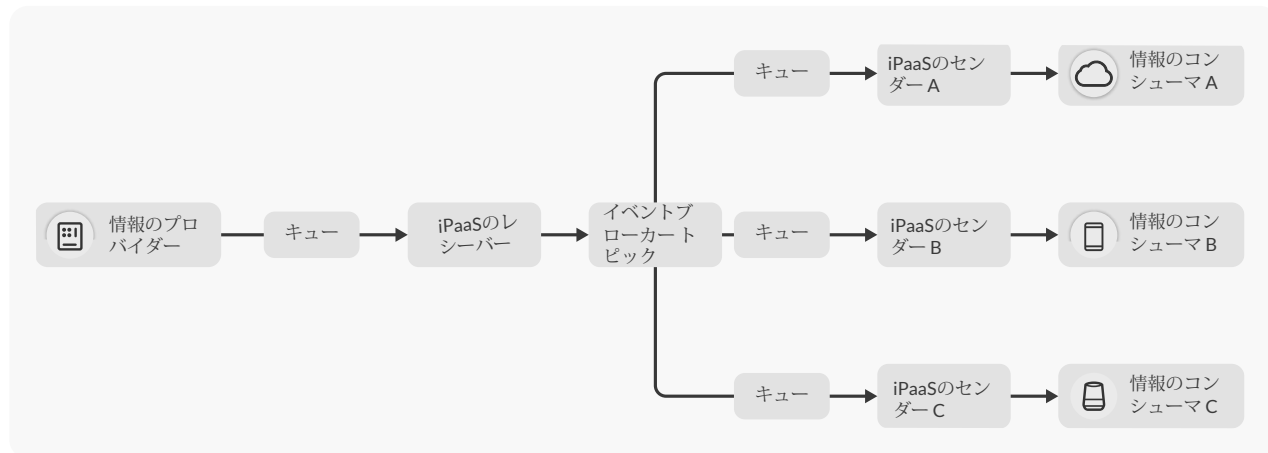 キュー
iPaaSのセン
ダー A
情報のコン
シューマ A
情報のプロ
バイダー
キュー
iPaaSのレ
シーバー
イベントブ
ローカー ト
ピック
キュー
iPaaSのセン
ダー B
情報のコン
シューマ B
キュー
iPaaSのセン
ダー C
情報のコン
シューマ C